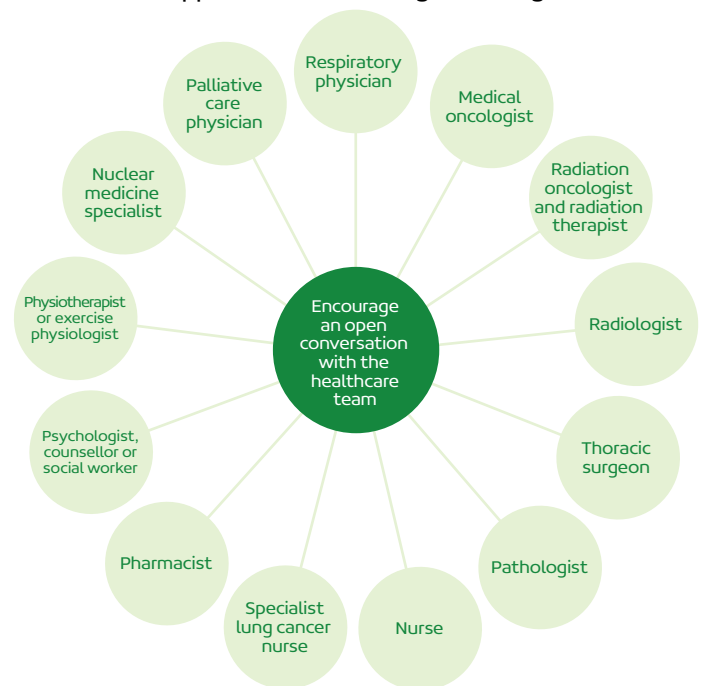 Respiratory
physician
Medical
oncologist
Radiation
oncologist
and radiation
therapist
Radiologist
Thoracic
surgeon
Pathologist
Nurse
Specialist
lung cancer
nurse
Pharmacist
Psychologist,
counsellor or
social worker
Physiotherapist
or exercise
physiologist
Nuclear
medicine
specialist
Palliative
care
physician
Encourage
an open
conversation
with the
healthcare
team